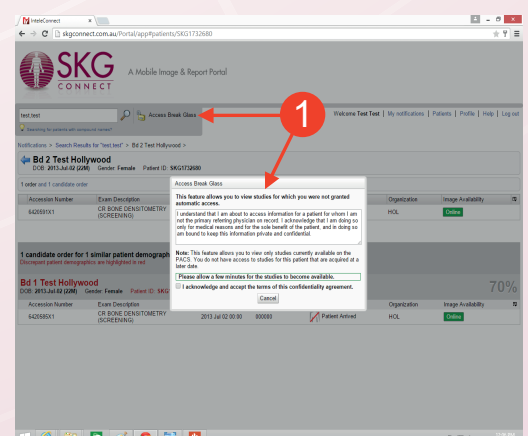 InteleConnect
skgconnect.com.au/Portal/app#patients/SKG1732680
SKG
CONNECT
A Mobile Image & Report Portal
test,test
Access Break Glass
1
Welcome Test Test | My notifications | Patients | Profile | Help | Log out
Searching for patients with compound names?
Notifications > Search Results for "test,test" > Bd 2 Test Hollywood >
Bd 2 Test Hollywood
DOB: 2013-Jul-02 (22M) Gender: Female Patient ID: SKG1732680
1 order and 1 candidate order
Accession Number Exam Description Organization Image Availability
6420591X1 CR BONE DENSITOMETRY (SCREENING) HOL Online
Access Break Glass
This feature allows you to view studies for which you were not granted
automatic access.
I understand that I am about to access information for a patient for whom I am
not the primary referring physician on record. I acknowledge that I am doing so
only for medical reasons and for the sole benefit of the patient, and in doing so
am bound to keep this information private and confidential.
Note: This feature allows you to view only studies currently available on the
PACS. You do not have access to studies for this patient that are acquired at a
later date.
Please allow a few minutes for the studies to become available.
I acknowledge and accept the terms of this confidentiality agreement.
Cancel
1 candidate order for 1 similar patient demograph
Discrepant patient demographics are highlighted in red
Bd 1 Test Hollywood
DOB: 2013-Jul-02 (22M) Gender: Female Patient ID: SKG
70%
Accession Number Exam Description Organization Image Availability
6420585X1 CR BONE DENSITOMETRY (SCREENING) 2013 Jul 02 00:00 000000 Patient Arrived HOL Online